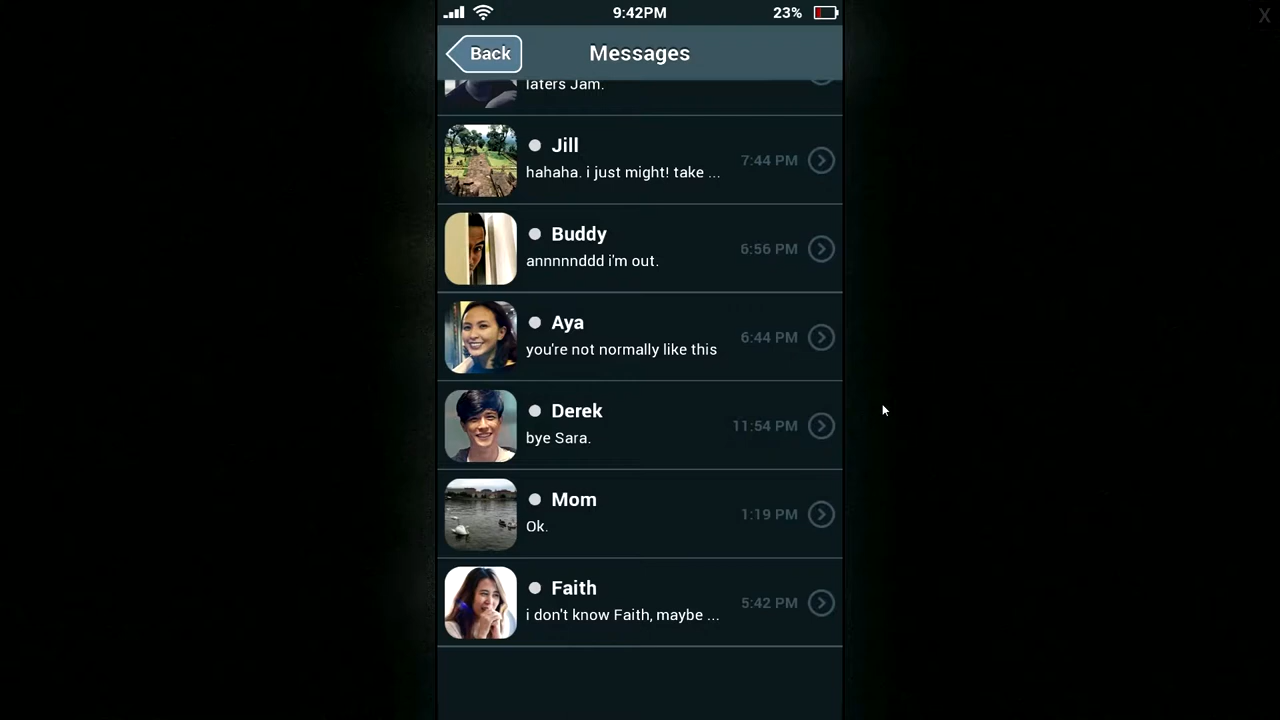 9:42PM
23%
X
Back
Messages
laters Jam.
Jill
hahaha. i just might! take ...
7:44 PM
Buddy
annnnnddd i'm out.
6:56 PM
Aya
you're not normally like this
6:44 PM
Derek
bye Sara.
11:54 PM
Mom
Ok.
1:19 PM
Faith
i don't know Faith, maybe ...
5:42 PM